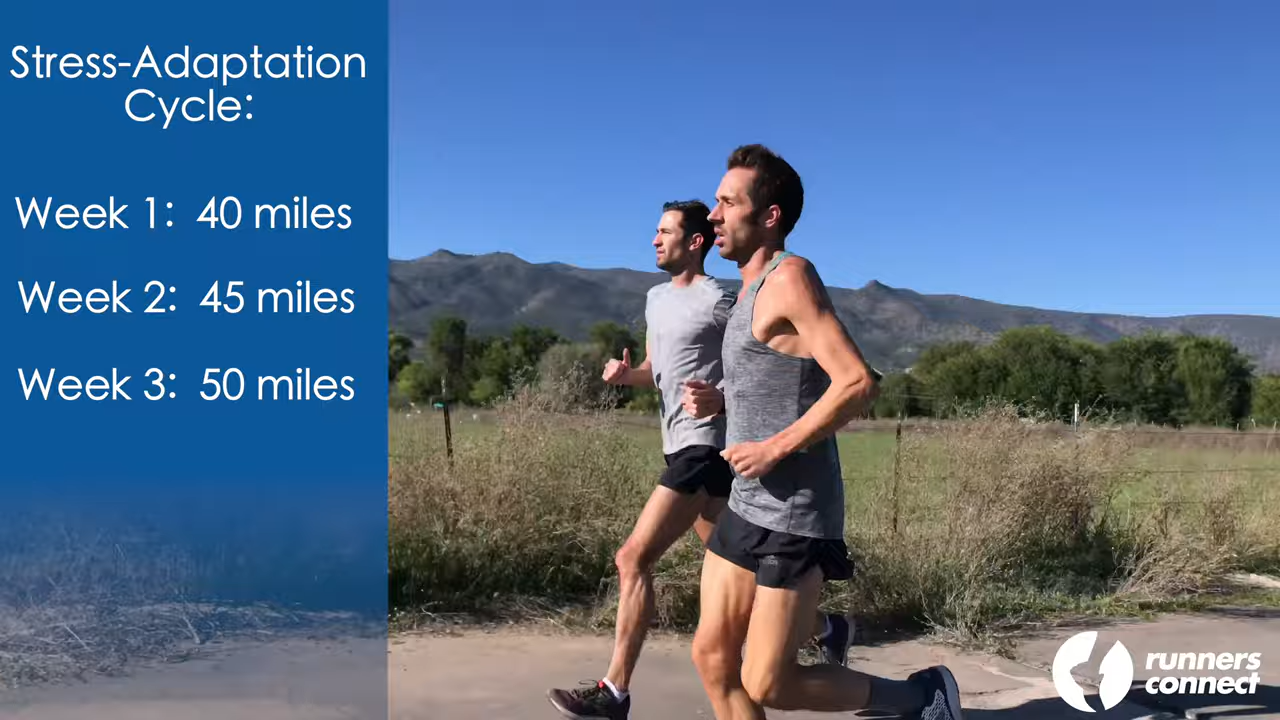 Stress-Adaptation
Cycle:
Week 1: 40 miles
Week 2: 45 miles
Week 3: 50 miles
runners
connect